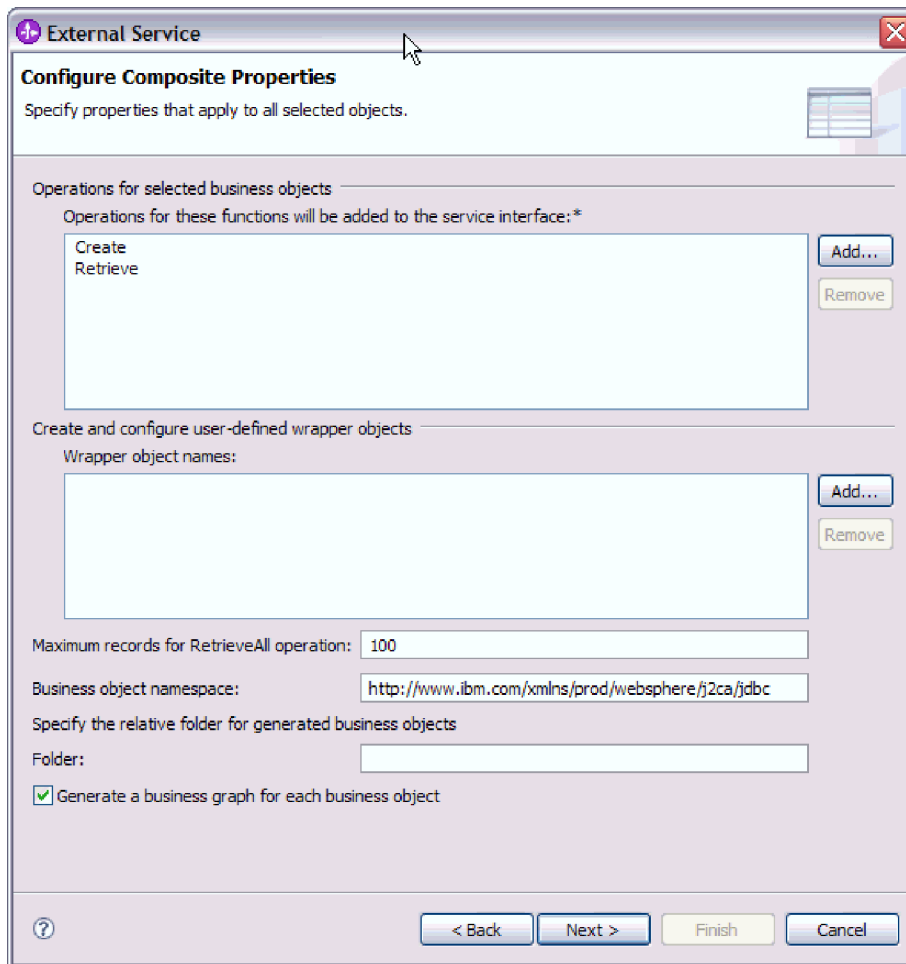 External Service
Configure Composite Properties
Specify properties that apply to all selected objects.
Operations for selected business objects
Operations for these functions will be added to the service interface:*
Create
Retrieve
Add...
Remove
Create and configure user-defined wrapper objects
Wrapper object names:
Add...
Remove
Maximum records for RetrieveAll operation: 100
Business object namespace: http://www.ibm.com/xmlns/prod/websphere/j2ca/jdbc
Specify the relative folder for generated business objects
Folder:
Generate a business graph for each business object
? < Back Next > Finish Cancel